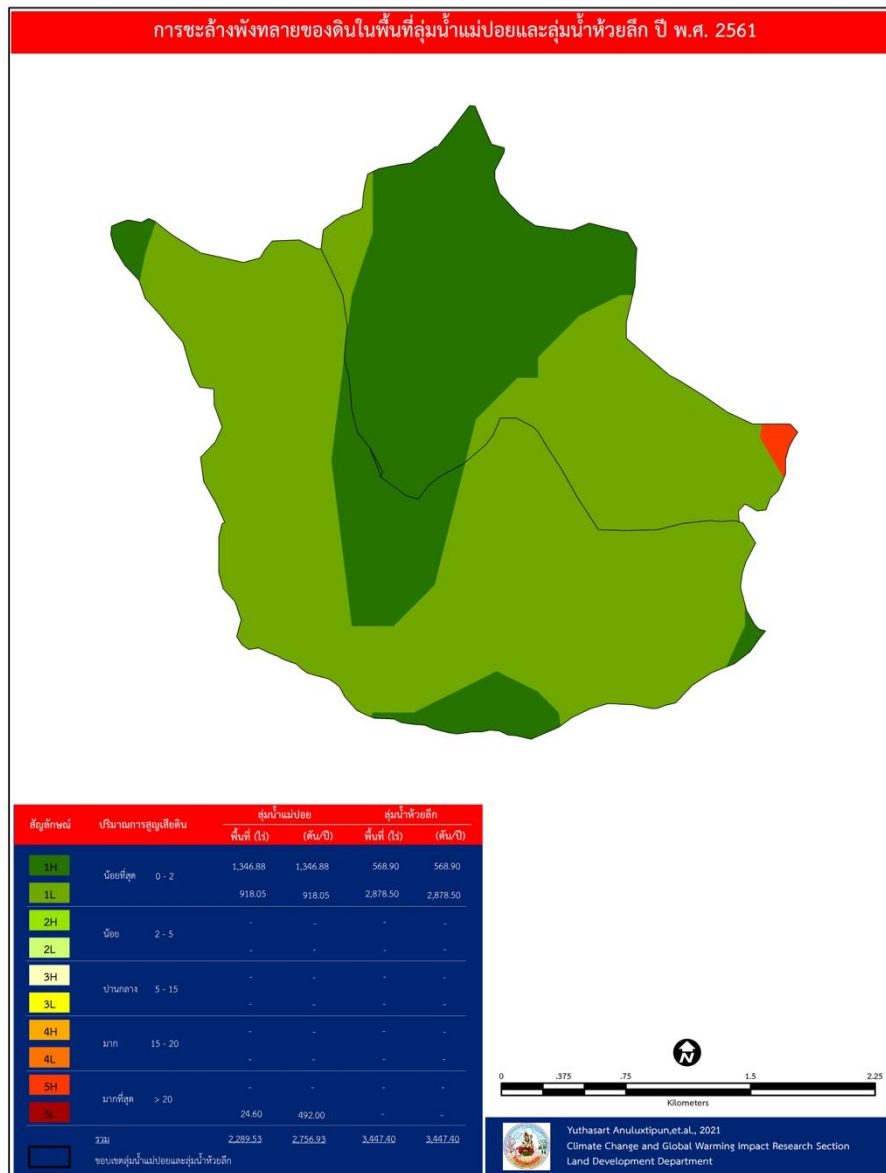 การชะล้างพังทลายของดินในพื้นที่ลุ่มน้ำแม่ปอยและลุ่มน้ำห้วยลึก ปี พ.ศ. 2561
สัญลักษณ์ ปริมาณการสูญเสียดิน ลุ่มน้ำแม่ปอย ลุ่มน้ำห้วยลึก
พื้นที่ (ไร่) (ตัน/ปี) พื้นที่ (ไร่) (ตัน/ปี)
1H น้อยที่สุด 0 - 2 1,346.88 1,346.88 568.90 568.90
1L 918.05 918.05 2,878.50 2,878.50
2H น้อย 2 - 5 - - - -
2L - - - -
3H ปานกลาง 5 - 15 - - - -
3L - - - -
4H มาก 15 - 20 - - - -
4L - - - -
5H มากที่สุด > 20 - - - -
5L 24.60 492.00 - -
รวม 2,289.53 2,756.93 3,447.40 3,447.40
ขอบเขตลุ่มน้ำแม่ปอยและลุ่มน้ำห้วยลึก
N
0 .375 .75 1.5 2.25
Kilometers
Yuthasart Anuluxtipun,et.al., 2021
Climate Change and Global Warming Impact Research Section
Land Development Department